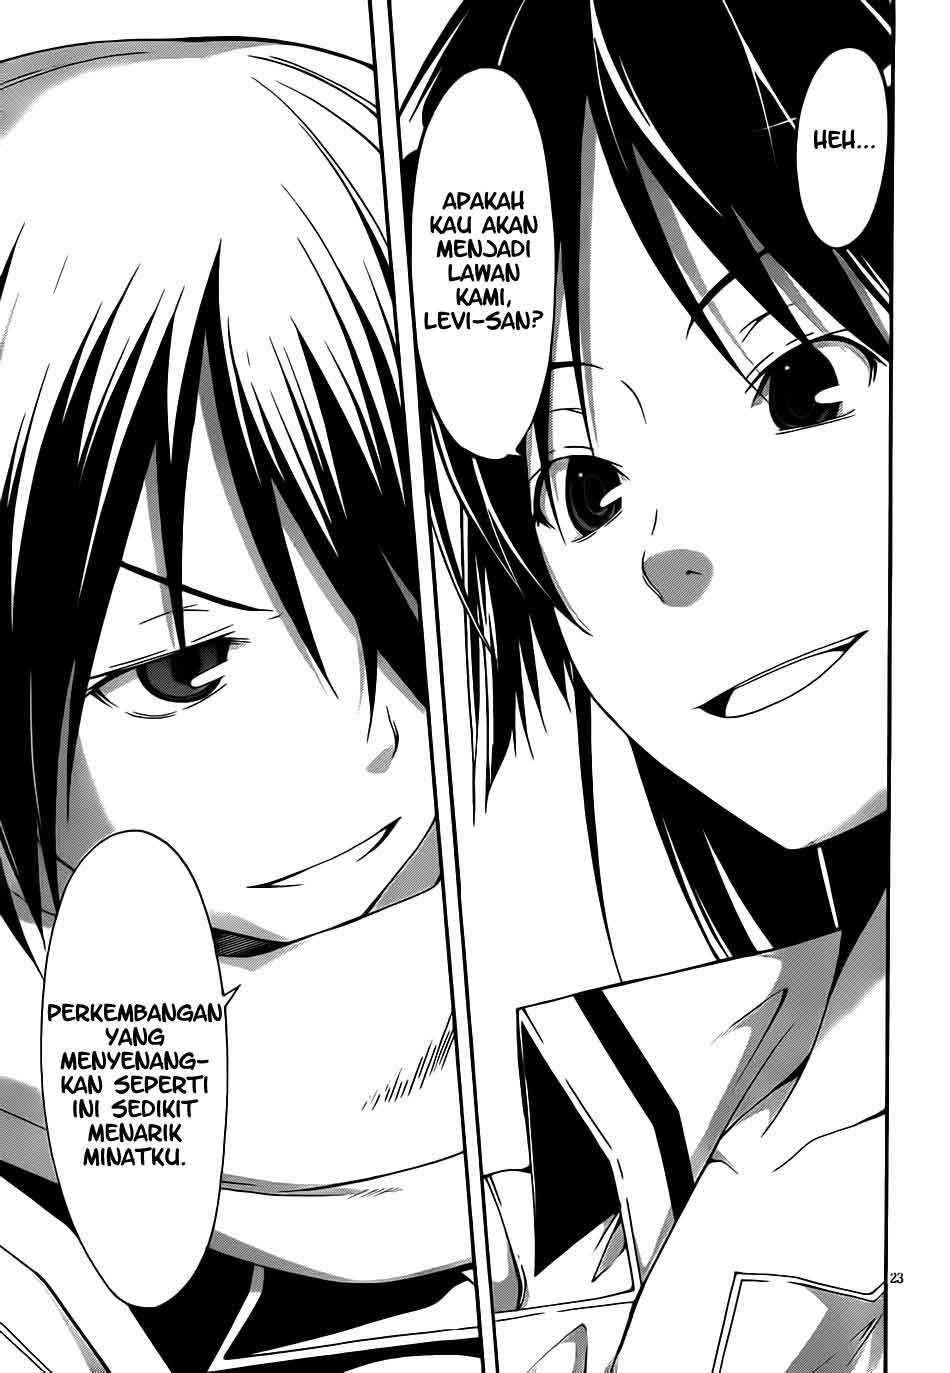 HEH...
APAKAH
KAU AKAN
MENJADI
LAWAN
KAMI,
LEVI-SAN?
PERKEMBANGAN
YANG
MENYENANG-
KAN SEPERTI
INI SEDIKIT
MENARIK
MINATKU.
23